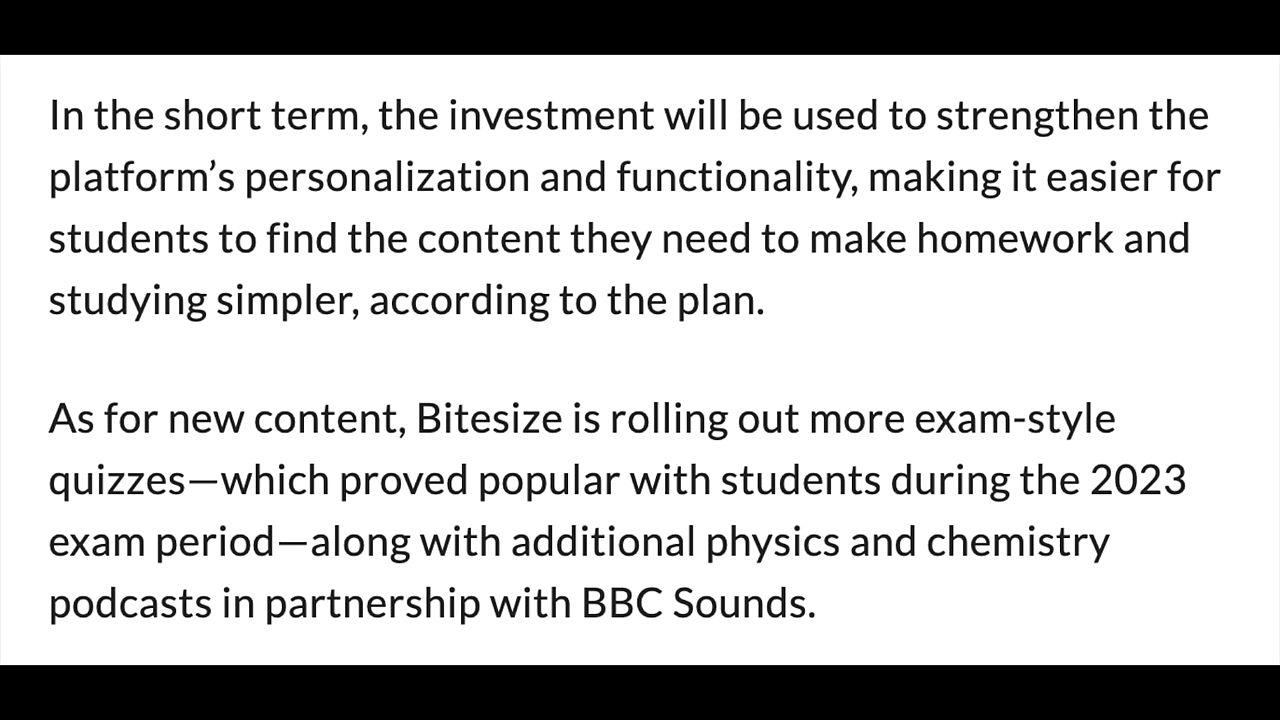 In the short term, the investment will be used to strengthen the
platform’s personalization and functionality, making it easier for
students to find the content they need to make homework and
studying simpler, according to the plan.
As for new content, Bitesize is rolling out more exam-style
quizzes—which proved popular with students during the 2023
exam period—along with additional physics and chemistry
podcasts in partnership with BBC Sounds.